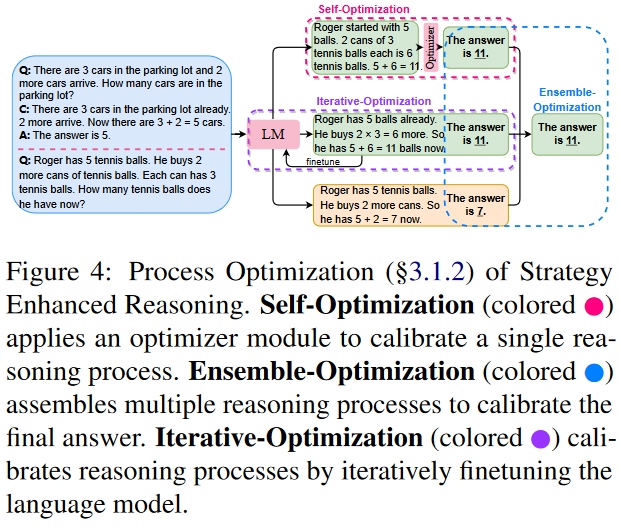 Self-Optimization
Roger started with 5
balls. 2 cans of 3
tennis balls each is 6
tennis balls. 5 + 6 = 11.
Optimizer
The answer
is 11.
Q: There are 3 cars in the parking lot and 2
more cars arrive. How many cars are in the
parking lot?
C: There are 3 cars in the parking lot already.
2 more arrive. Now there are 3 + 2 = 5 cars.
A: The answer is 5.
Q: Roger has 5 tennis balls. He buys 2
more cans of tennis balls. Each can has 3
tennis balls. How many tennis balls does
he have now?
LM
Iterative-Optimization
Roger has 5 balls already.
He buys 2 × 3 = 6 more. So
he has 5 + 6 = 11 balls now.
finetune
The answer
is 11.
Roger has 5 tennis balls.
He buys 2 more cans. So
he has 5 + 2 = 7 now.
The answer
is 7.
Ensemble-
Optimization
The answer
is 11.
Figure 4: Process Optimization (§3.1.2) of Strategy
Enhanced Reasoning. Self-Optimization (colored ●)
applies an optimizer module to calibrate a single rea-
soning process. Ensemble-Optimization (colored ●)
assembles multiple reasoning processes to calibrate the
final answer. Iterative-Optimization (colored ●) cali-
brates reasoning processes by iteratively finetuning the
language model.